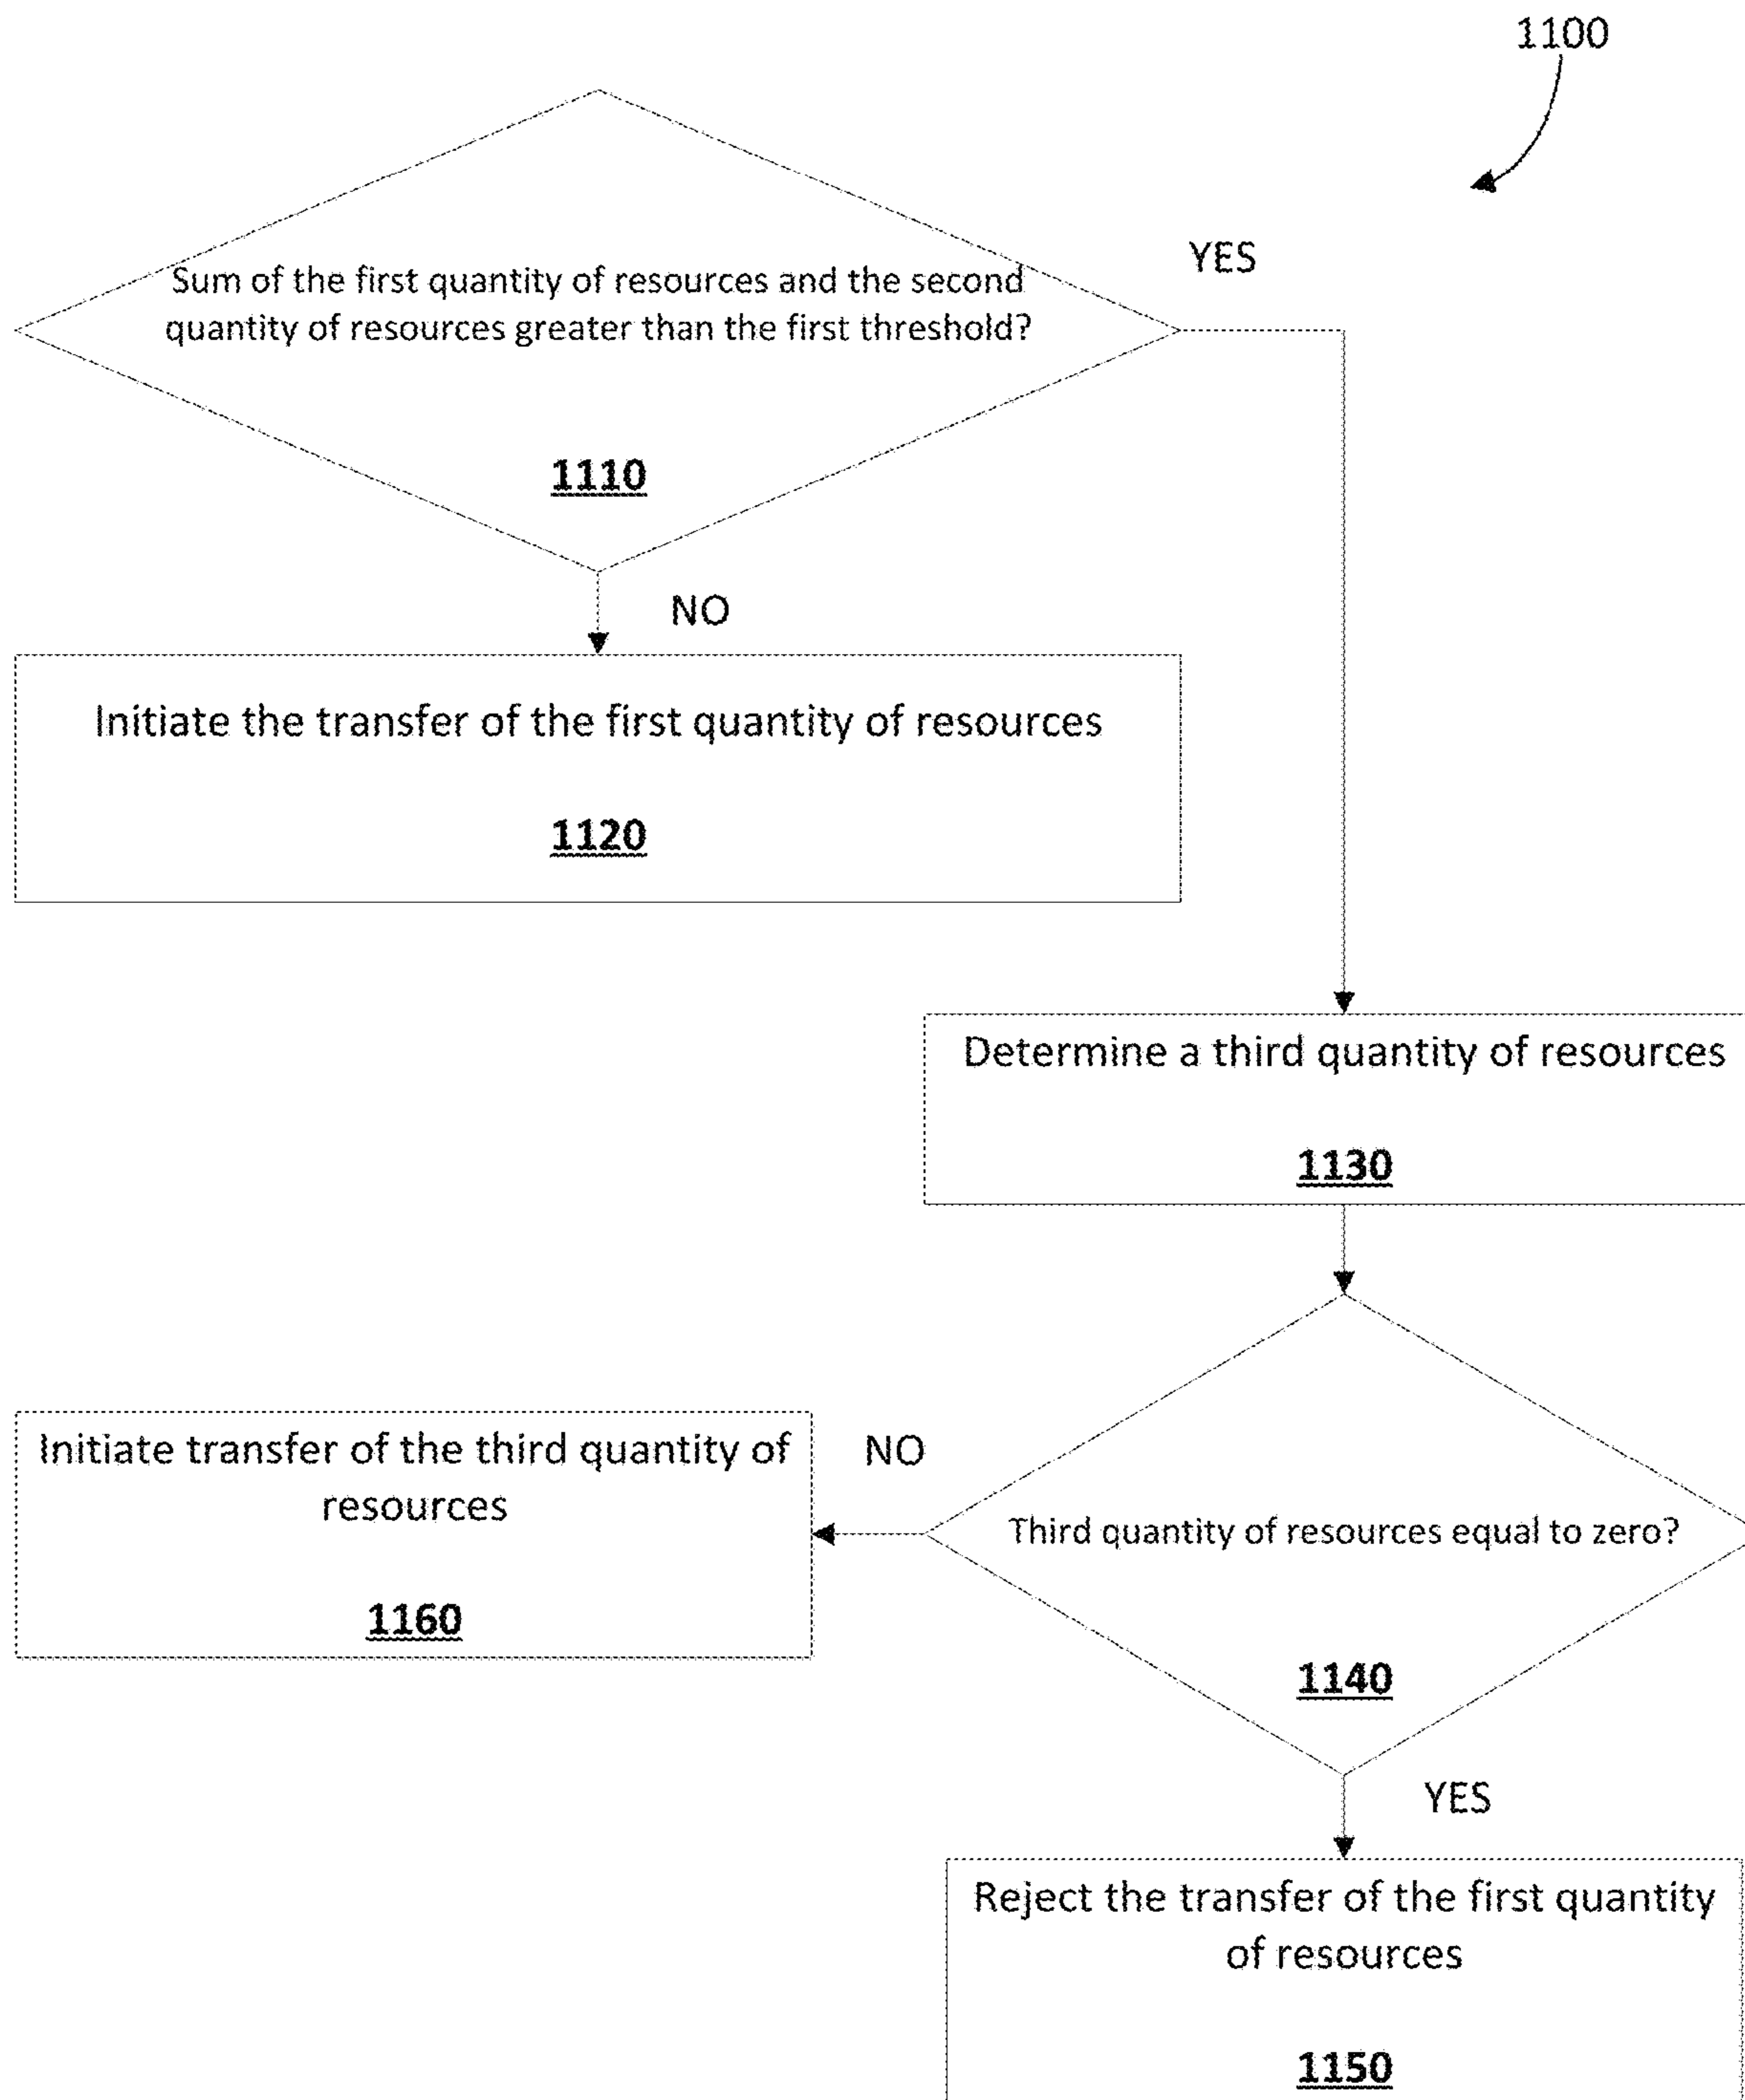 1100
Sum of the first quantity of resources and the second
quantity of resources greater than the first threshold?
YES
1110
NO
Initiate the transfer of the first quantity of resources
1120
Determine a third quantity of resources
1130
Initiate transfer of the third quantity of
resources
1160
NO
Third quantity of resources equal to zero?
1140
YES
Reject the transfer of the first quantity
of resources
1150